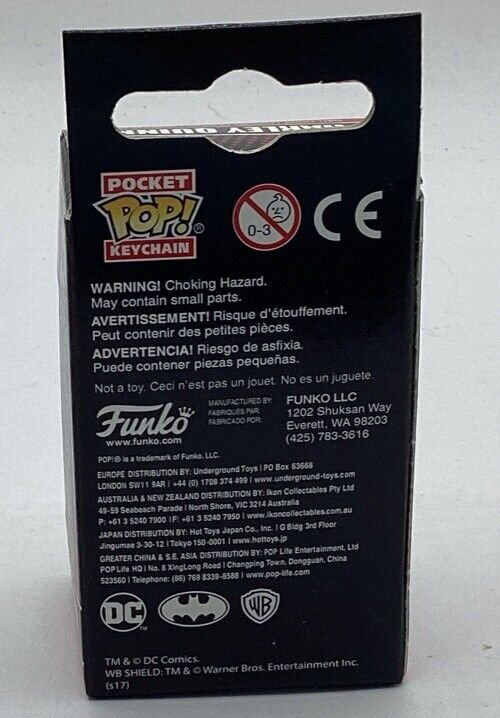 HARLEY QUINN
POCKET
POP!®
KEYCHAIN
0-3
CE
WARNING! Choking Hazard.
May contain small parts.
AVERTISSEMENT! Risque d'étouffement.
Peut contenir des petites pièces.
ADVERTENCIA! Riesgo de asfixia.
Puede contener piezas pequeñas.
Not a toy. Ceci n'est pas un jouet. No es un juguete.
Funko
www.funko.com
MANUFACTURED BY:
FABRIQUÉS PAR:
FABRICADO POR:
FUNKO LLC
1202 Shuksan Way
Everett, WA 98203
(425) 783-3616
POP! ® is a trademark of Funko. LLC.
EUROPE DISTRIBUTION BY: Underground Toys | PO Box 63668
LONDON SW11 9AR | +44 (0) 1708 374 499 | www.underground-toys.com
AUSTRALIA & NEW ZEALAND DISTRIBUTION BY: Ikon Collectables Pty Ltd
49-59 Seabeach Parade | North Shore, VIC 3214 Australia
P: +61 3 5240 7900 | F: +61 3 5240 7950 | www.ikoncollectables.com.au
JAPAN DISTRIBUTION BY: Hot Toys Japan Co., Inc. | G Bldg 3rd Floor
Jingumae 3-30-12 | Tokyo 150-0001 | www.hottoys.jp
GREATER CHINA & S.E. ASIA DISTRIBUTION BY: POP Life Entertainment, Ltd
POP Life HQ | No. 8 XingLong Road | Changping Town, Dongguan, China
523560 | Telephone: (86) 769 8339-8588 | www.pop-life.com
DC™
WB
TM & © DC Comics.
WB SHIELD: TM & © Warner Bros. Entertainment Inc.
(s17)